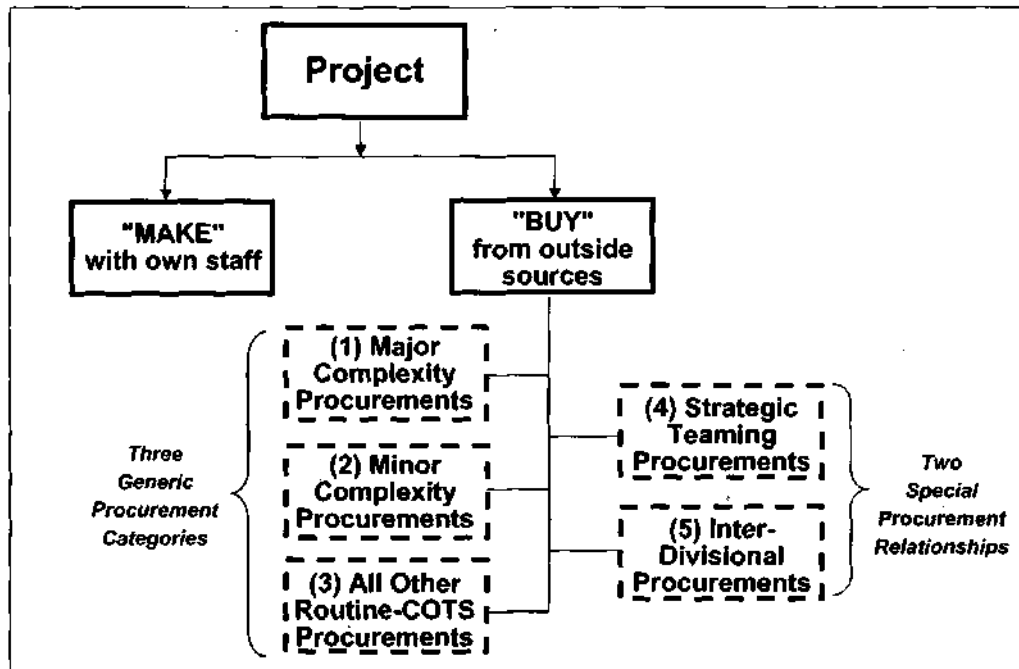 Project
"MAKE"
with own staff
"BUY"
from outside
sources
Three
Generic
Procurement
Categories
(1) Major
Complexity
Procurements
(2) Minor
Complexity
Procurements
(3) All Other
Routine-COTS
Procurements
(4) Strategic
Teaming
Procurements
(5) Inter-
Divisional
Procurements
Two
Special
Procurement
Relationships